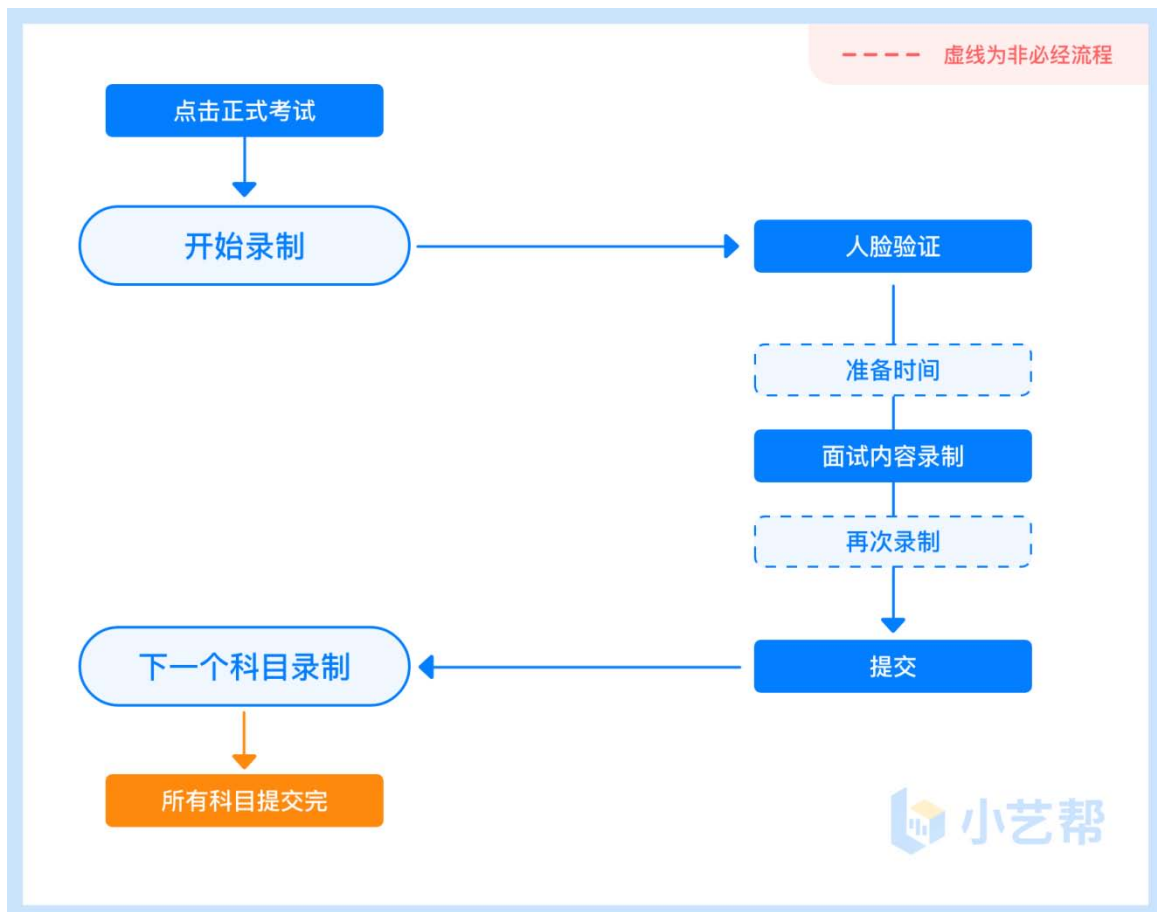 虚线为非必经流程
点击正式考试
开始录制
人脸验证
准备时间
面试内容录制
再次录制
提交
下一个科目录制
所有科目提交完
小艺帮